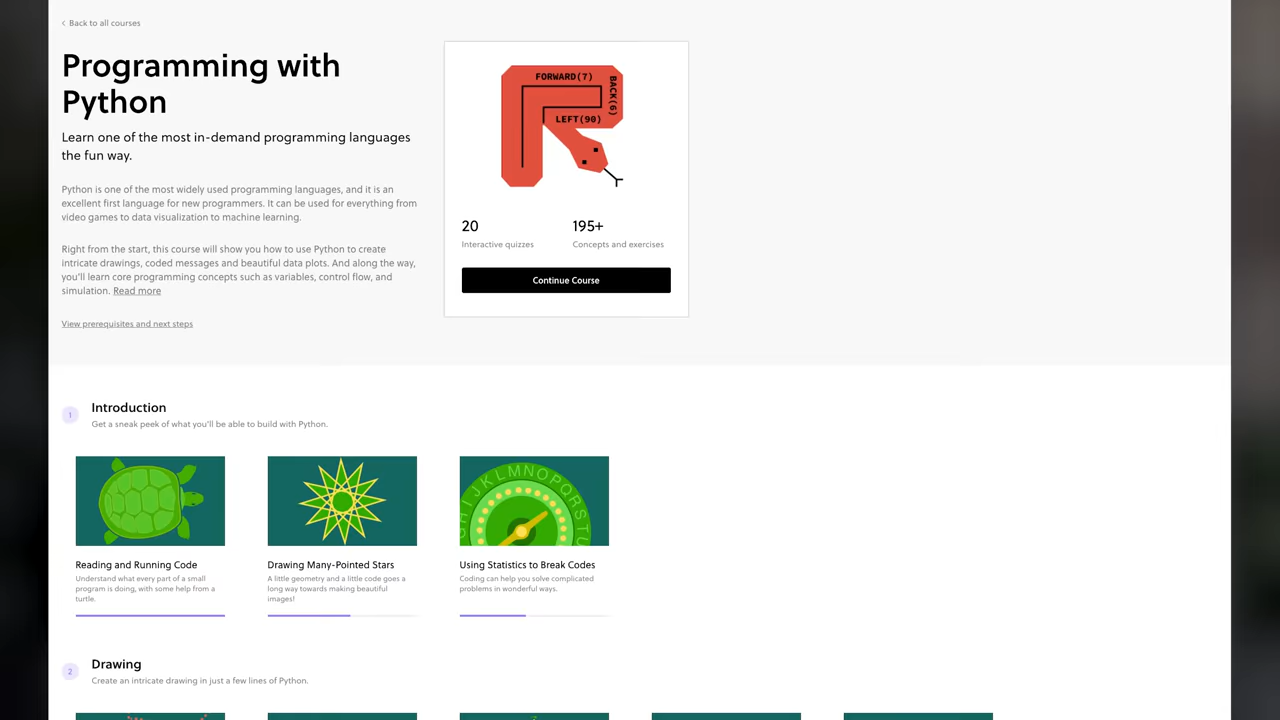 Back to all courses
Programming with
Python
Learn one of the most in-demand programming languages
the fun way.
Python is one of the most widely used programming languages, and it is an
excellent first language for new programmers. It can be used for everything from
video games to data visualization to machine learning.
Right from the start, this course will show you how to use Python to create
intricate drawings, coded messages and beautiful data plots. And along the way,
you'll learn core programming concepts such as variables, control flow, and
simulation. Read more
View prerequisites and next steps
FORWARD(7)
BACK(6)
LEFT(90)
20
Interactive quizzes
195+
Concepts and exercises
Continue Course
1
Introduction
Get a sneak peek of what you'll be able to build with Python.
GHIJKLMNOPQRSTU
Reading and Running Code
Understand what every part of a small
program is doing, with some help from a
turtle.
Drawing Many-Pointed Stars
A little geometry and a little code goes a
long way towards making beautiful
images!
Using Statistics to Break Codes
Coding can help you solve complicated
problems in wonderful ways.
2
Drawing
Create an intricate drawing in just a few lines of Python.